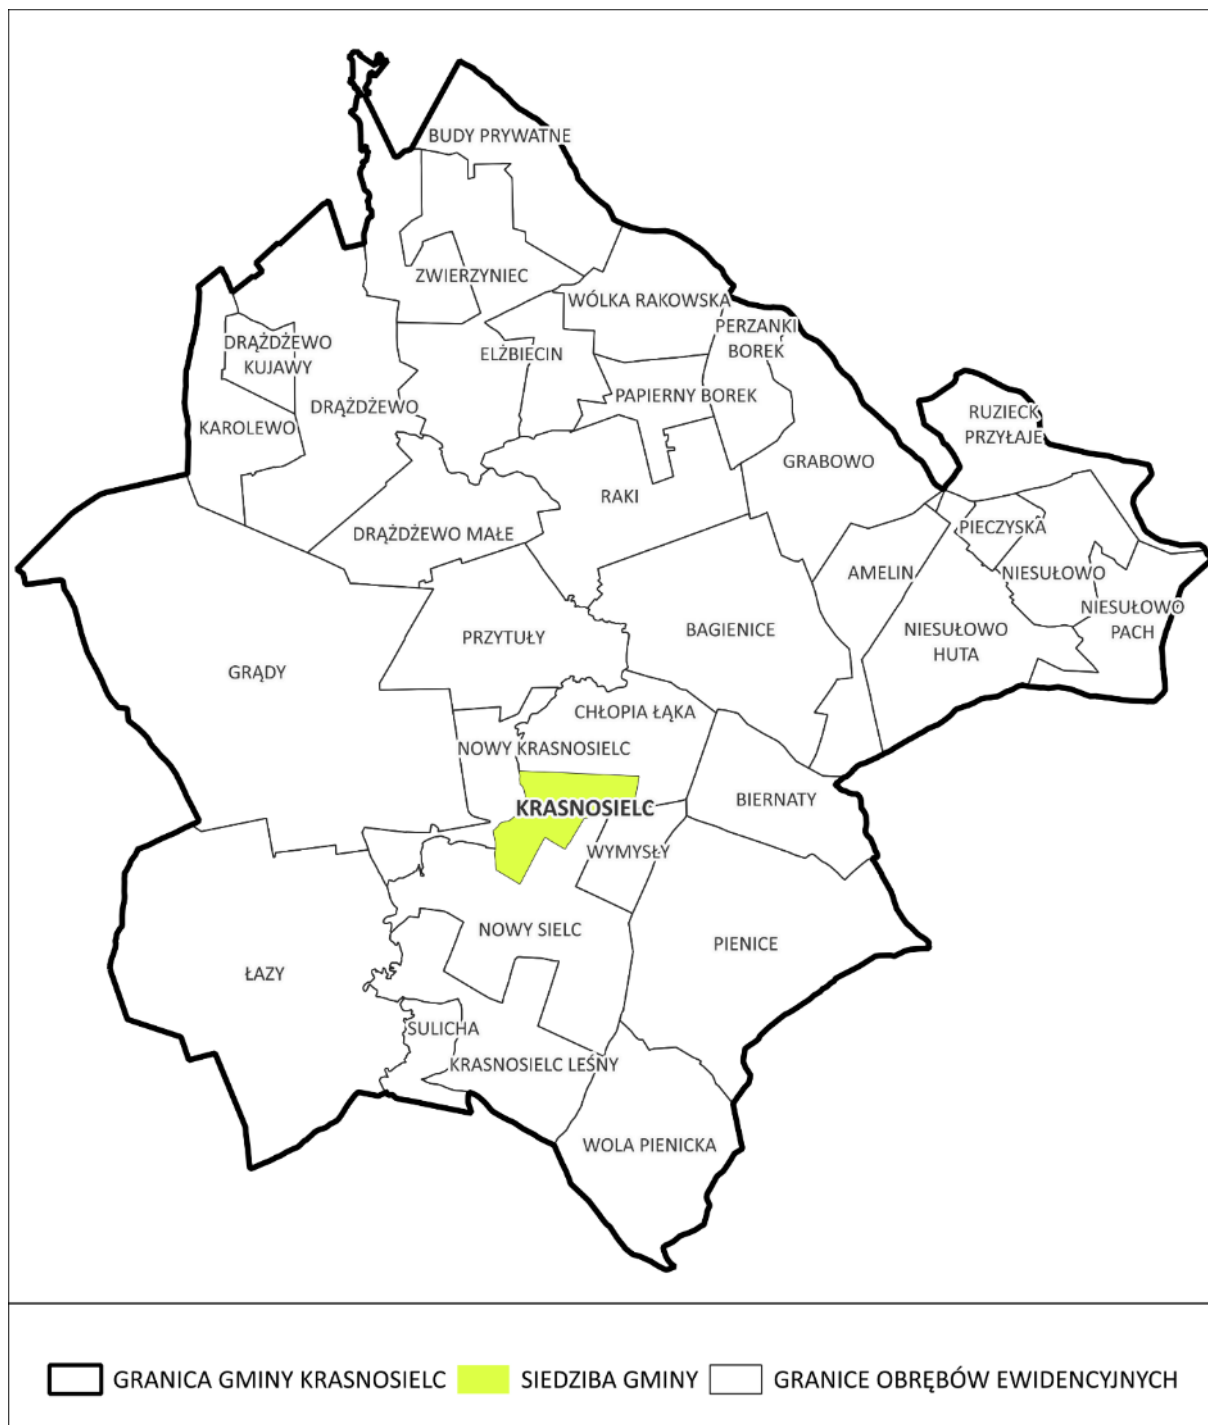 BUDY PRYWATNE
ZWIERZYNIEC
WÓLKA RAKOWSKA
PERZANKI
BOREK
DRĄŻDŻEWO
KUJAWY
ELŻBIECIN
PAPIERNY BOREK
DRĄŻDŻEWO
KAROLEWO
RUZIECK
PRZYŁAJE
GRABOWO
RAKI
DRĄŻDŻEWO MAŁE
PIECZYSKA
AMELIN
NIESUŁOWO
NIESUŁOWO
PACH
PRZYTUŁY
BAGIENICE
NIESUŁOWO
HUTA
GRĄDY
CHŁOPIA ŁĄKA
NOWY KRASNOSIELC
KRASNOSIELC
BIERNATY
WYMYSŁY
NOWY SIELC
PIENICE
ŁAZY
SULICHA
KRASNOSIELC LEŚNY
WOLA PIENICKA
GRANICA GMINY KRASNOSIELC SIEDZIBA GMINY GRANICE OBRĘBÓW EWIDENCYJNYCH